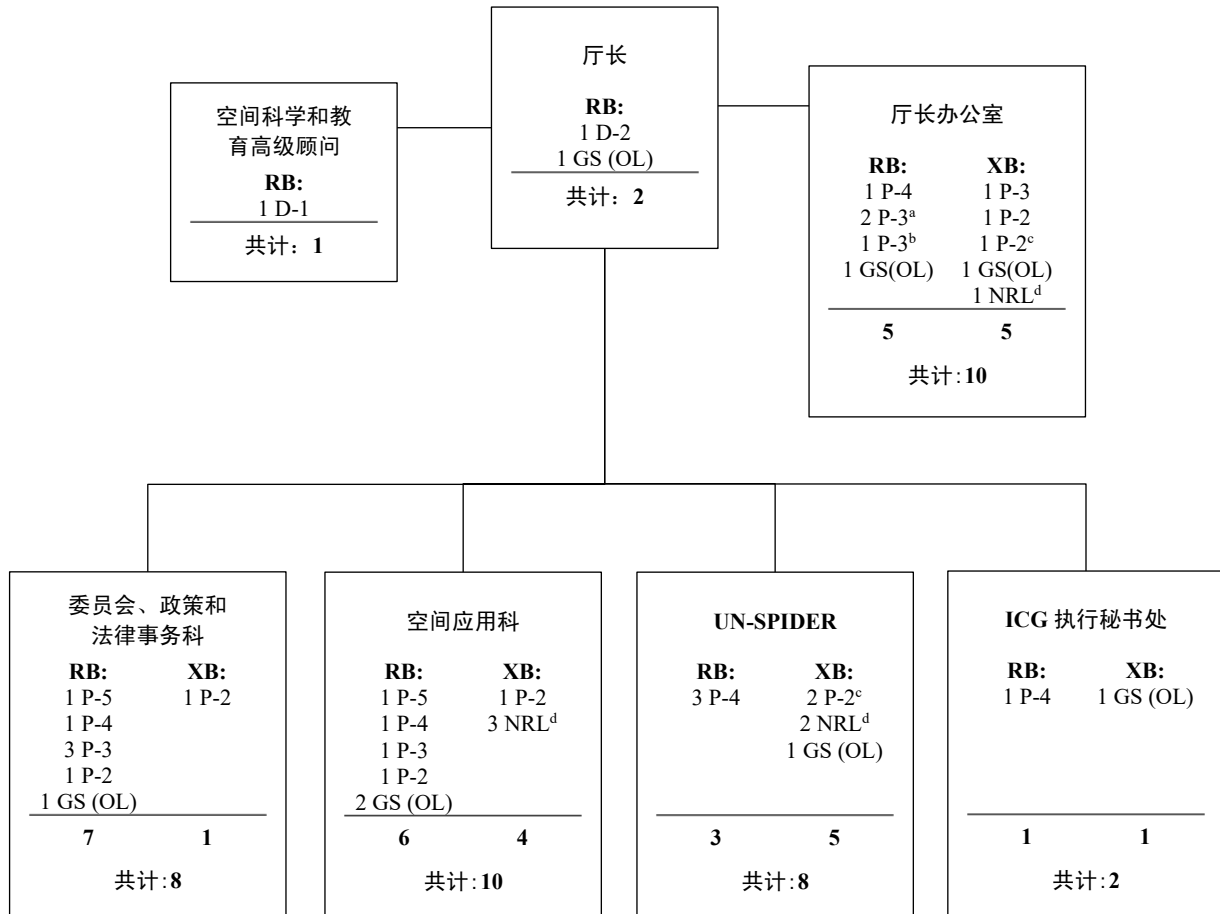 空间科学和教
育高级顾问
RB:
1 D-1
共计：1
厅长
RB:
1 D-2
1 GS (OL)
共计：2
厅长办公室
RB: XB:
1 P-4 1 P-3
2 P-3ᵃ 1 P-2
1 P-3ᵇ 1 P-2ᶜ
1 GS(OL) 1 GS(OL)
1 NRLᵈ
5 5
共计:10
委员会、政策和
法律事务科
RB: XB:
1 P-5 1 P-2
1 P-4
3 P-3
1 P-2
1 GS (OL)
7 1
共计:8
空间应用科
RB: XB:
1 P-5 1 P-2
1 P-4 3 NRLᵈ
1 P-3
1 P-2
2 GS (OL)
6 4
共计:10
UN-SPIDER
RB: XB:
3 P-4 2 P-2ᶜ
2 NRLᵈ
1 GS (OL)
3 5
共计:8
ICG 执行秘书处
RB: XB:
1 P-4 1 GS (OL)
1 1
共计:2